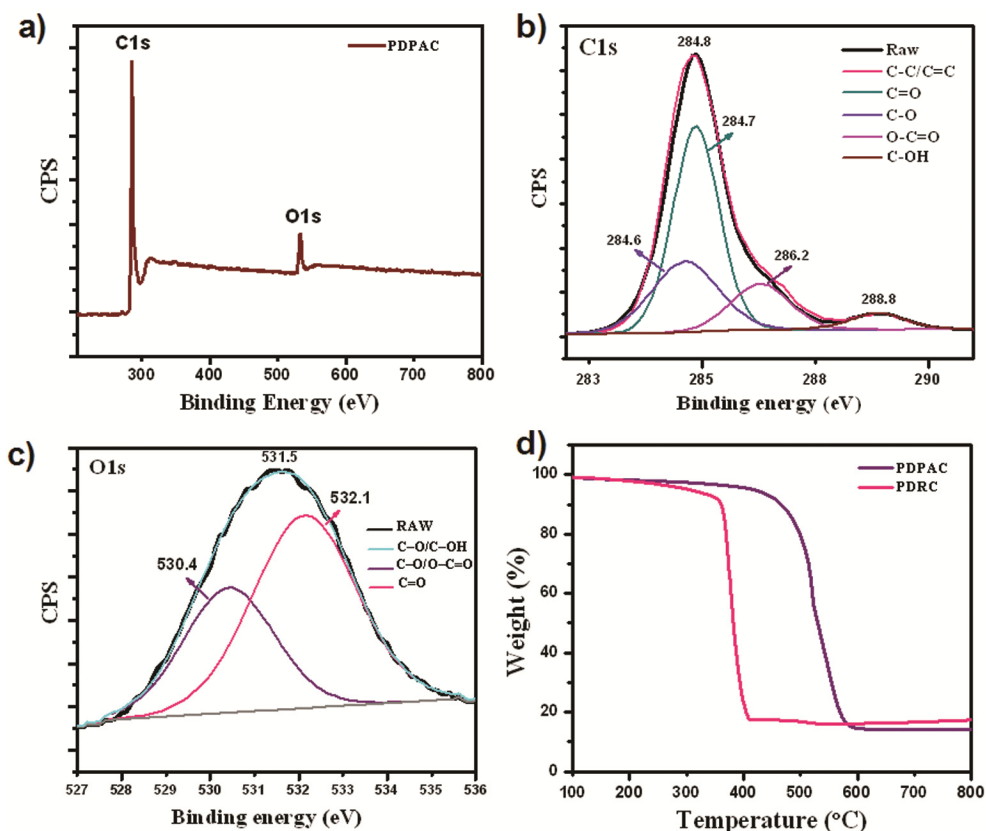 a)
C1s
PDPAC
O1s
CPS
300 400 500 600 700 800
Binding Energy (eV)
b)
C1s
284.8
Raw
C-C/C=C
C=O
C-O
O-C=O
C-OH
284.7
284.6
286.2
288.8
CPS
283 285 288 290
Binding energy (eV)
c)
O1s
531.5
532.1
530.4
RAW
C-O/C-OH
C-O/O-C=O
C=O
CPS
527 528 529 530 531 532 533 534 535 536
Binding energy (eV)
d)
PDPAC
PDRC
100
80
60
40
20
0
Weight (%)
100 200 300 400 500 600 700 800
Temperature (°C)